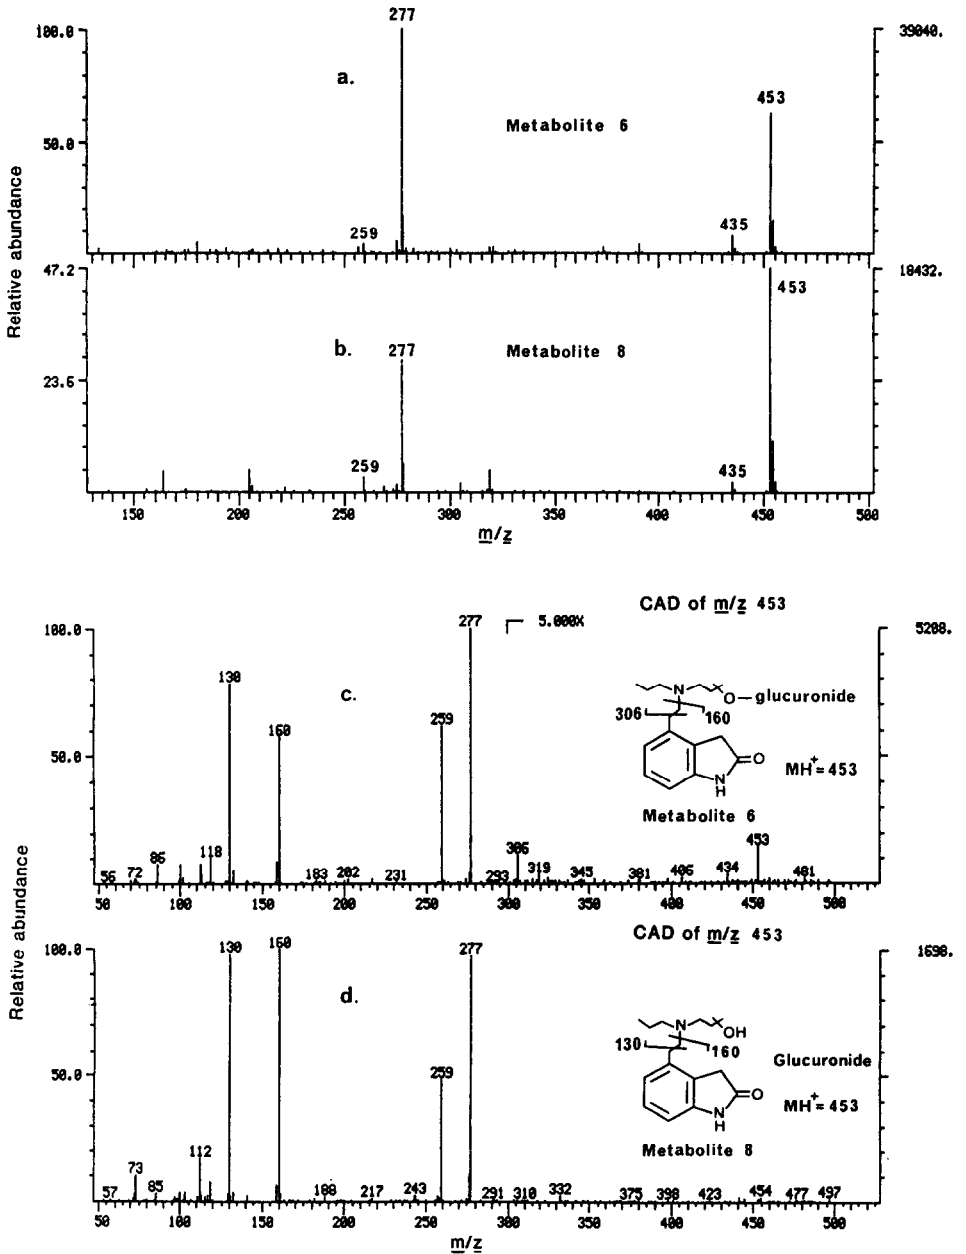 277
100.0
39040.
a.
453
Metabolite 6
50.0
435
259
47.2
18432.
453
b.
277
Metabolite 8
23.6
259
435
150 200 250 300 350 400 450 500
m/z
Relative abundance
CAD of m/z 453
100.0
277
5.000X
5208.
130
c.
N
O—glucuronide
259
306
160
160
50.0
O
MH+=453
N
H
Metabolite 6
453
306
118
86
319
56 72 183 202 231 293 345 381 406 434 481
50 100 150 200 250 300 350 400 450 500
Relative abundance
CAD of m/z 453
100.0
130
160
277
1698.
d.
N
OH
130
160
Glucuronide
50.0
259
O
MH+=453
N
H
Metabolite 8
112
73
57 85 188 217 243 291 310 332 375 398 423 454 477 497
50 100 150 200 250 300 350 400 450 500
m/z